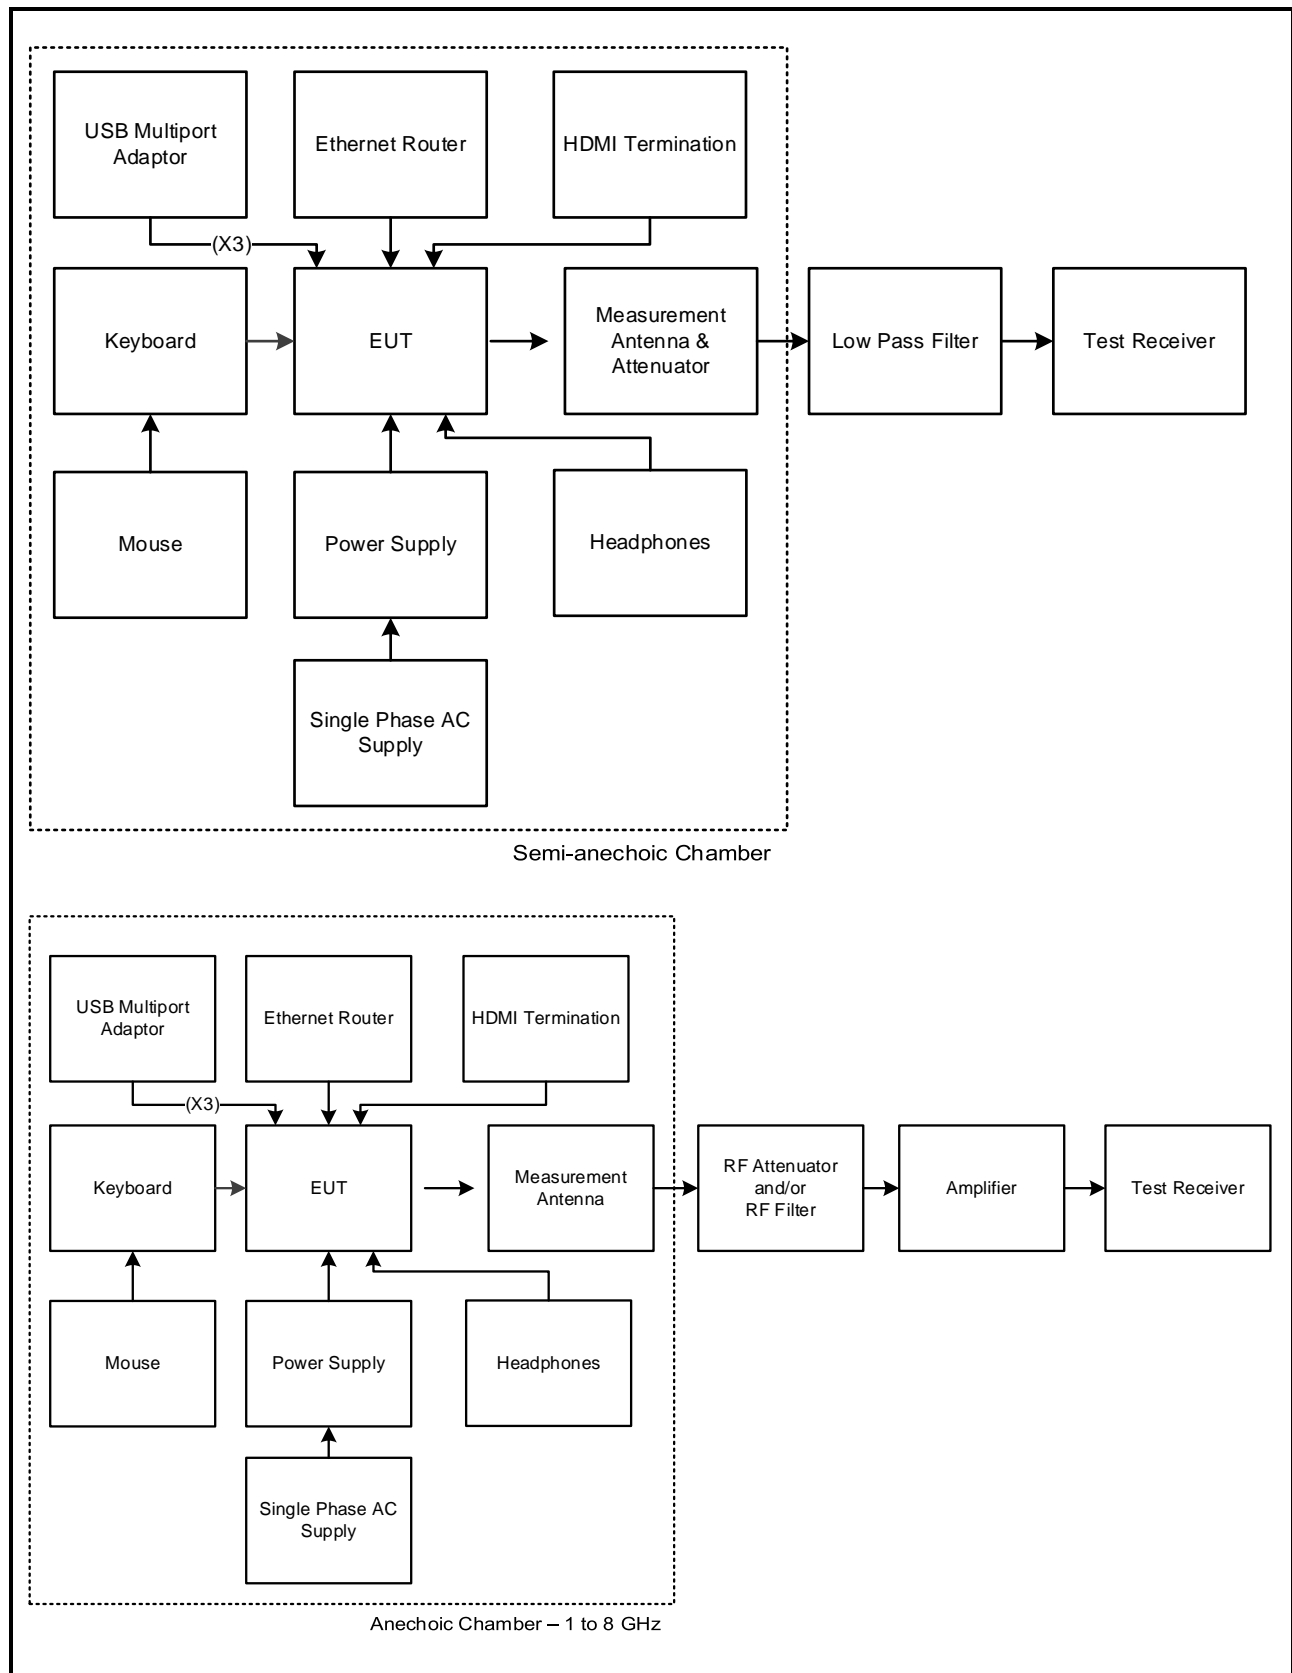 USB Multiport
Adaptor
Ethernet Router
HDMI Termination
(X3)
Keyboard
EUT
Measurement
Antenna &
Attenuator
Low Pass Filter
Test Receiver
Mouse
Power Supply
Headphones
Single Phase AC
Supply
Semi-anechoic Chamber
USB Multiport
Adaptor
Ethernet Router
HDMI Termination
(X3)
Keyboard
EUT
Measurement
Antenna
RF Attenuator
and/or
RF Filter
Amplifier
Test Receiver
Mouse
Power Supply
Headphones
Single Phase AC
Supply
Anechoic Chamber – 1 to 8 GHz